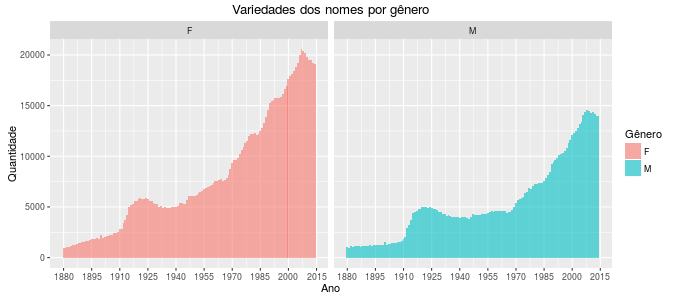 Variedades dos nomes por gênero
F
M
Quantidade
20000
15000
10000
5000
0
1880 1895 1910 1925 1940 1955 1970 1985 2000 2015
1880 1895 1910 1925 1940 1955 1970 1985 2000 2015
Ano
Gênero
F
M